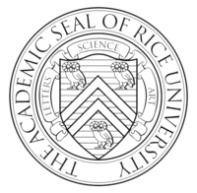 THE ACADEMIC SEAL OF RICE UNIVERSITY
LETTERS
SCIENCE
ART